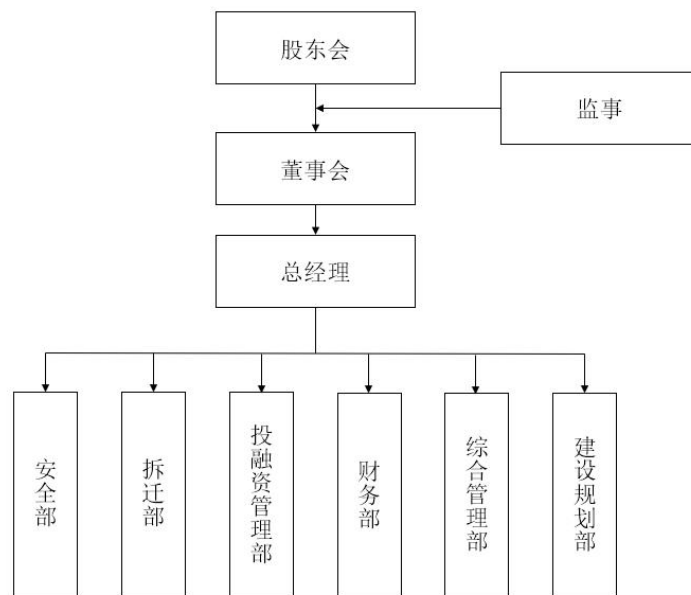 股东会
监事
董事会
总经理
安全部
拆迁部
投融资管理部
财务部
综合管理部
建设规划部